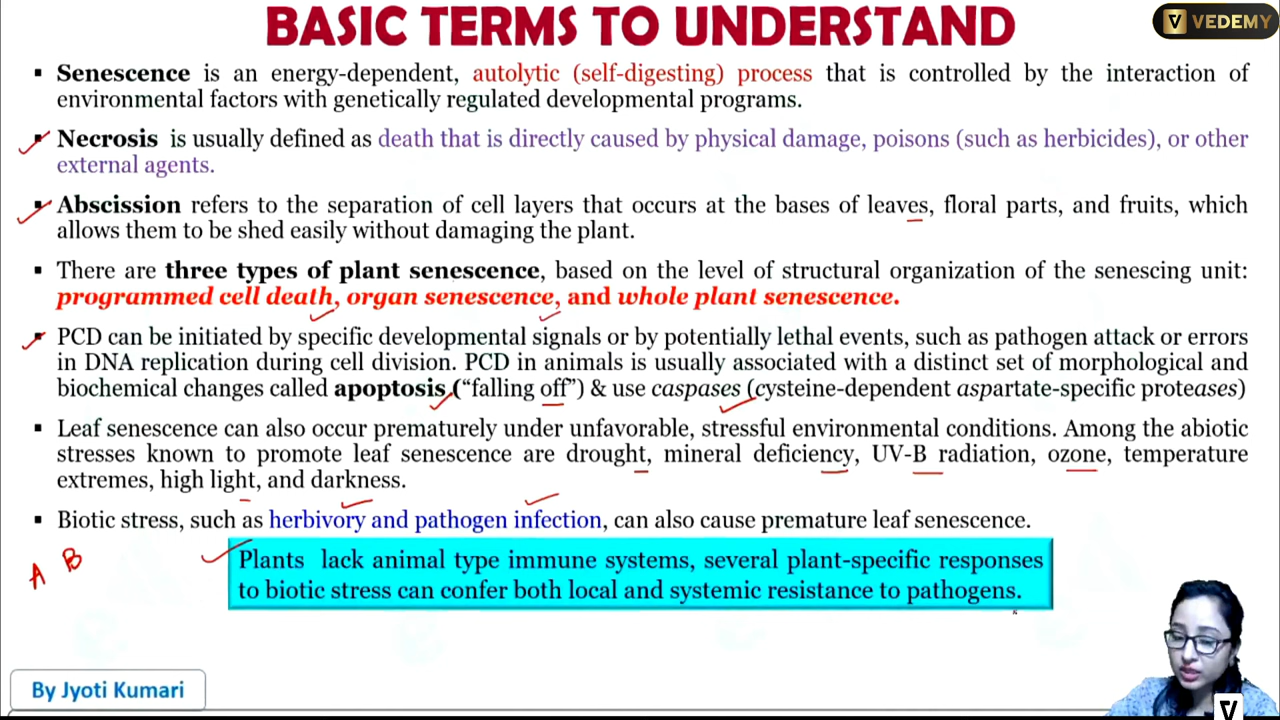 BASIC TERMS TO UNDERSTAND
VEDEMY
▪ Senescence is an energy-dependent, autolytic (self-digesting) process that is controlled by the interaction of
environmental factors with genetically regulated developmental programs.
▪ Necrosis is usually defined as death that is directly caused by physical damage, poisons (such as herbicides), or other
external agents.
▪ Abscission refers to the separation of cell layers that occurs at the bases of leaves, floral parts, and fruits, which
allows them to be shed easily without damaging the plant.
▪ There are three types of plant senescence, based on the level of structural organization of the senescing unit:
programmed cell death, organ senescence, and whole plant senescence.
▪ PCD can be initiated by specific developmental signals or by potentially lethal events, such as pathogen attack or errors
in DNA replication during cell division. PCD in animals is usually associated with a distinct set of morphological and
biochemical changes called apoptosis (“falling off”) & use caspases (cysteine-dependent aspartate-specific proteases)
▪ Leaf senescence can also occur prematurely under unfavorable, stressful environmental conditions. Among the abiotic
stresses known to promote leaf senescence are drought, mineral deficiency, UV-B radiation, ozone, temperature
extremes, high light, and darkness.
▪ Biotic stress, such as herbivory and pathogen infection, can also cause premature leaf senescence.
A B
Plants lack animal type immune systems, several plant-specific responses
to biotic stress can confer both local and systemic resistance to pathogens.
By Jyoti Kumari